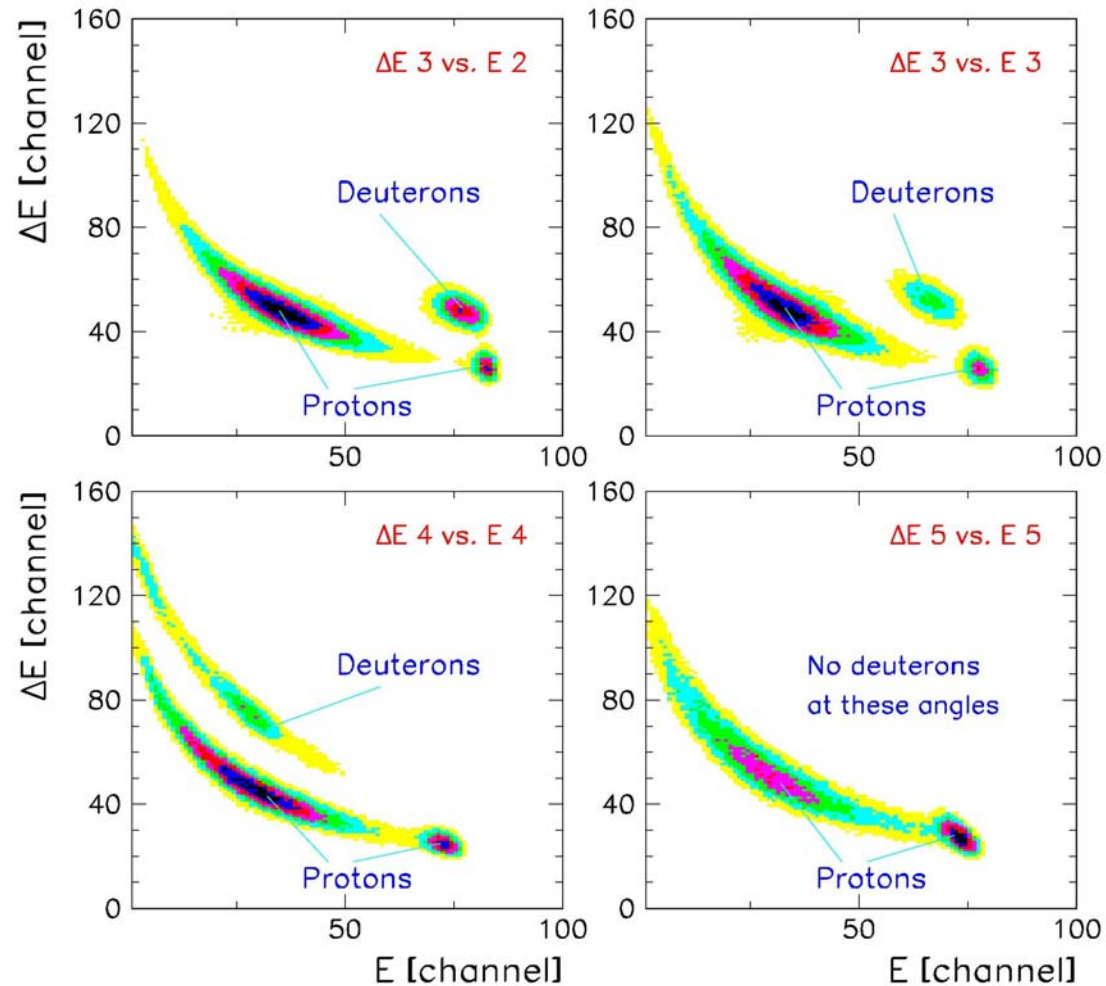 ΔE [channel]
160
120
80
40
0
50
100
ΔE 3 vs. E 2
Deuterons
Protons
160
120
80
40
0
50
100
ΔE 3 vs. E 3
Deuterons
Protons
ΔE [channel]
160
120
80
40
0
50
100
ΔE 4 vs. E 4
Deuterons
Protons
E [channel]
160
120
80
40
0
50
100
ΔE 5 vs. E 5
No deuterons
at these angles
Protons
E [channel]